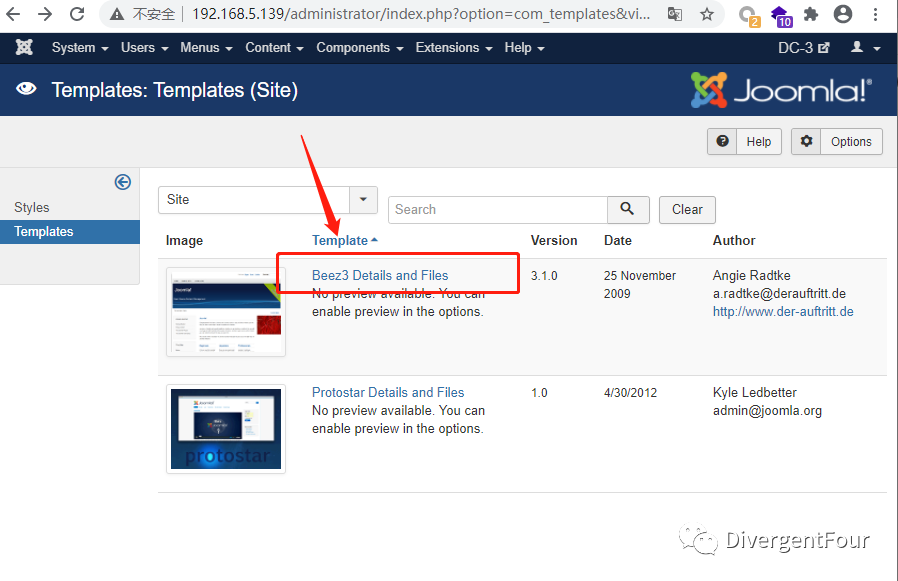 不安全 192.168.5.139/administrator/index.php?option=com_templates&vi...
2
10
System Users Menus Content Components Extensions Help DC-3
Templates: Templates (Site)
Joomla!®
Help Options
Styles
Templates
Site
Search
Clear
Image Template Version Date Author
Beez3 Details and Files 3.1.0 25 November Angie Radtke
No preview available. You can 2009 a.radtke@derauftritt.de
enable preview in the options. http://www.der-auftritt.de
Protostar Details and Files 1.0 4/30/2012 Kyle Ledbetter
No preview available. You can admin@joomla.org
enable preview in the options.
protostar
DivergentFour